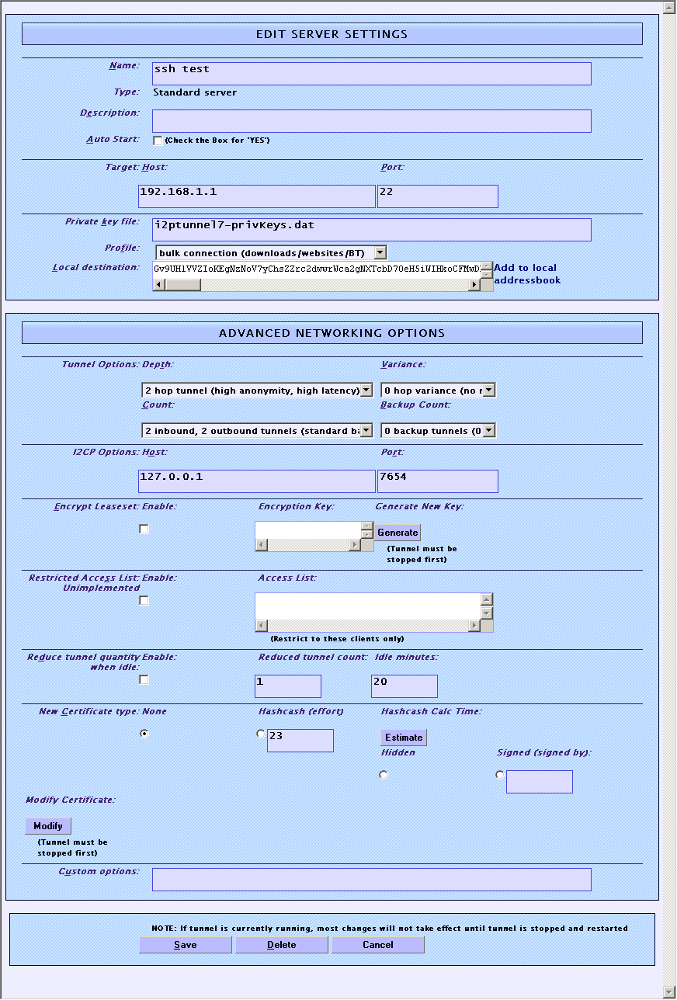 EDIT SERVER SETTINGS
Name: ssh test
Type: Standard server
Description:
Auto Start: (Check the Box for 'YES')
Target: Host: Port:
192.168.1.1 22
Private key file: i2ptunnel7-privKeys.dat
Profile: bulk connection (downloads/websites/BT)
Local destination: Gv9UHlVVZIoKEgNzNoV7yChsZZrc2dwwrWca2gNXTcbD7OeH5iWIHkoCFMwD Add to local
addressbook
ADVANCED NETWORKING OPTIONS
Tunnel Options: Depth: Variance:
2 hop tunnel (high anonymity, high latency) 0 hop variance (no r
Count: Backup Count:
2 inbound, 2 outbound tunnels (standard ba 0 backup tunnels (0
I2CP Options: Host: Port:
127.0.0.1 7654
Encrypt Leaseset: Enable: Encryption Key: Generate New Key:
Generate
(Tunnel must be
stopped first)
Restricted Access List: Enable: Access List:
Unimplemented
(Restrict to these clients only)
Reduce tunnel quantity Enable: Reduced tunnel count: Idle minutes:
when idle:
1 20
New Certificate type: None Hashcash (effort) Hashcash Calc Time:
23 Estimate
Hidden Signed (signed by):
Modify Certificate:
Modify
(Tunnel must be
stopped first)
Custom options:
NOTE: If tunnel is currently running, most changes will not take effect until tunnel is stopped and restarted
Save Delete Cancel